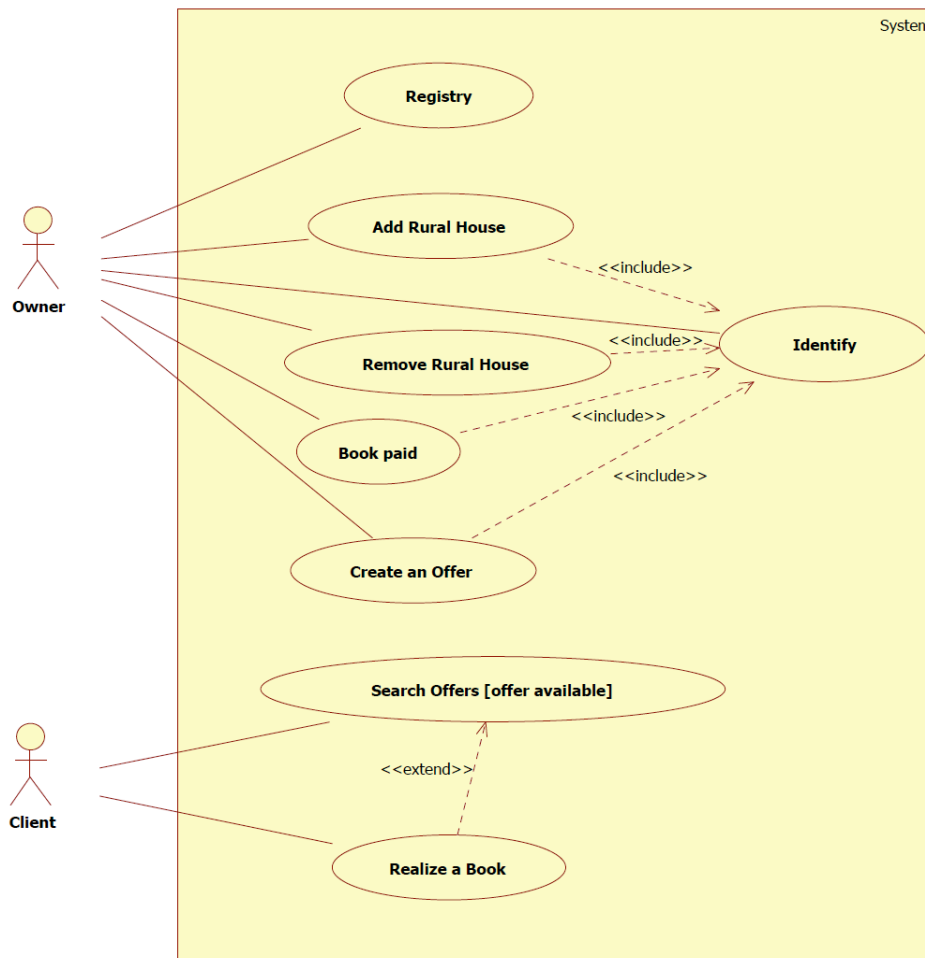 System
Registry
Add Rural House
<<include>>
Owner
Identify
<<include>>
Remove Rural House
<<include>>
Book paid
<<include>>
Create an Offer
Search Offers [offer available]
<<extend>>
Client
Realize a Book